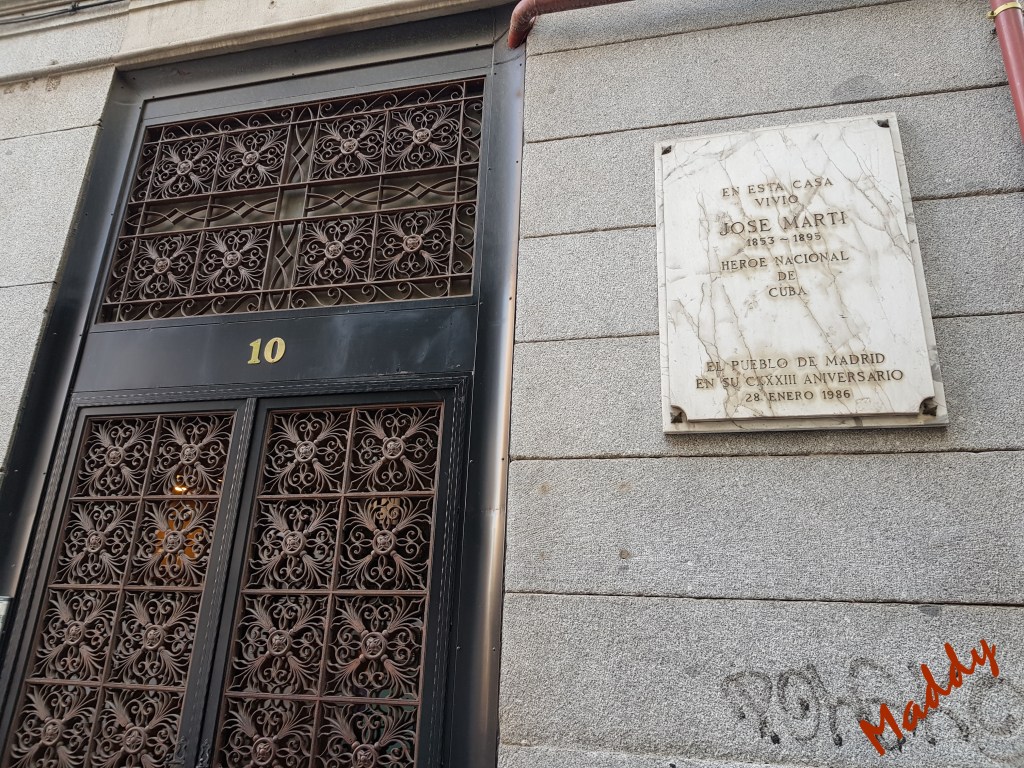 10
EN ESTA CASA
VIVIO
JOSE MARTI
1853 - 1895
HEROE NACIONAL
DE
CUBA
EL PUEBLO DE MADRID
EN SU CXXXIII ANIVERSARIO
28 ENERO 1986
Maddy